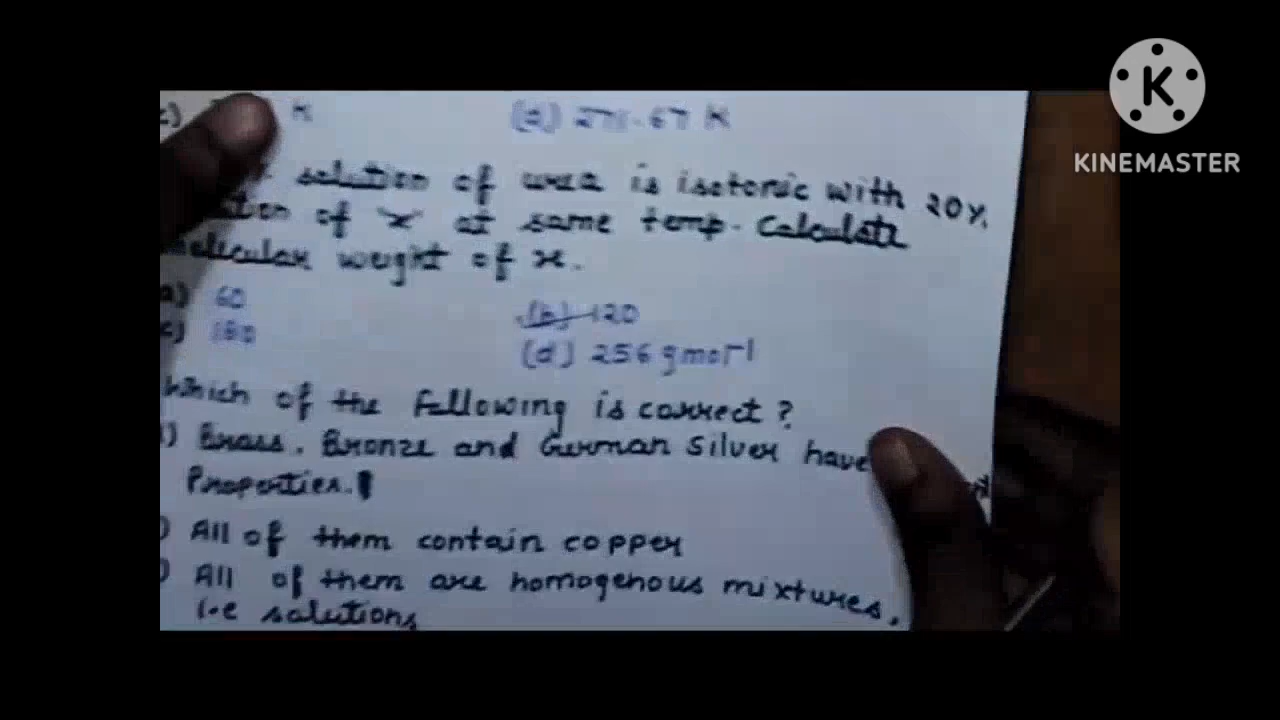 KINEMASTER
c) K (d) 271.67 K
solution of urea is isotonic with 20%
of 'x' at same temp. Calculate
molecular weight of x.
a) 60 (b) 120
c) 180 (d) 256 gmol-1
Which of the following is correct?
Brass, Bronze and German Silver have
Properties.
) All of them contain copper
) All of them are homogenous mixtures,
i.e solutions